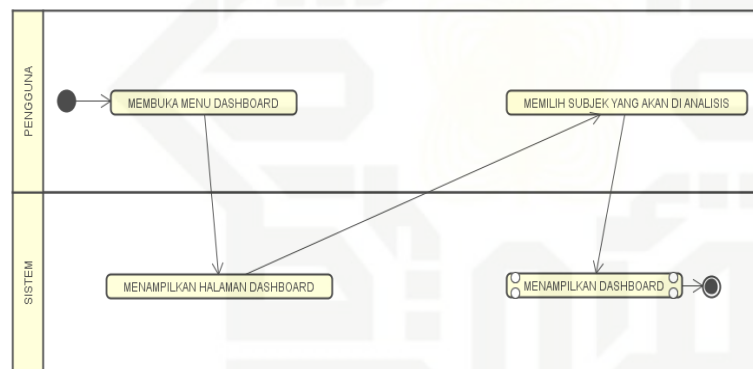 PENGGUNA
MEMBUKA MENU DASHBOARD
MEMILIH SUBJEK YANG AKAN DI ANALISIS
SISTEM
MENAMPILKAN HALAMAN DASHBOARD
MENAMPILKAN DASHBOARD